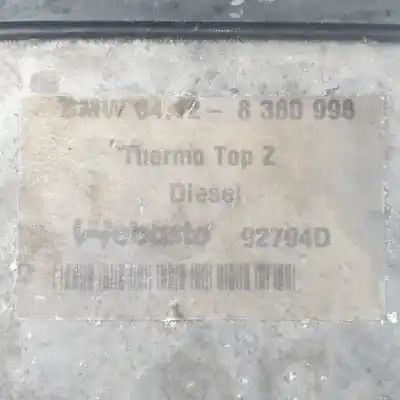 BMW 64.12 - 8 380 998
Thermo Top Z
Diesel
Webasto 92794D